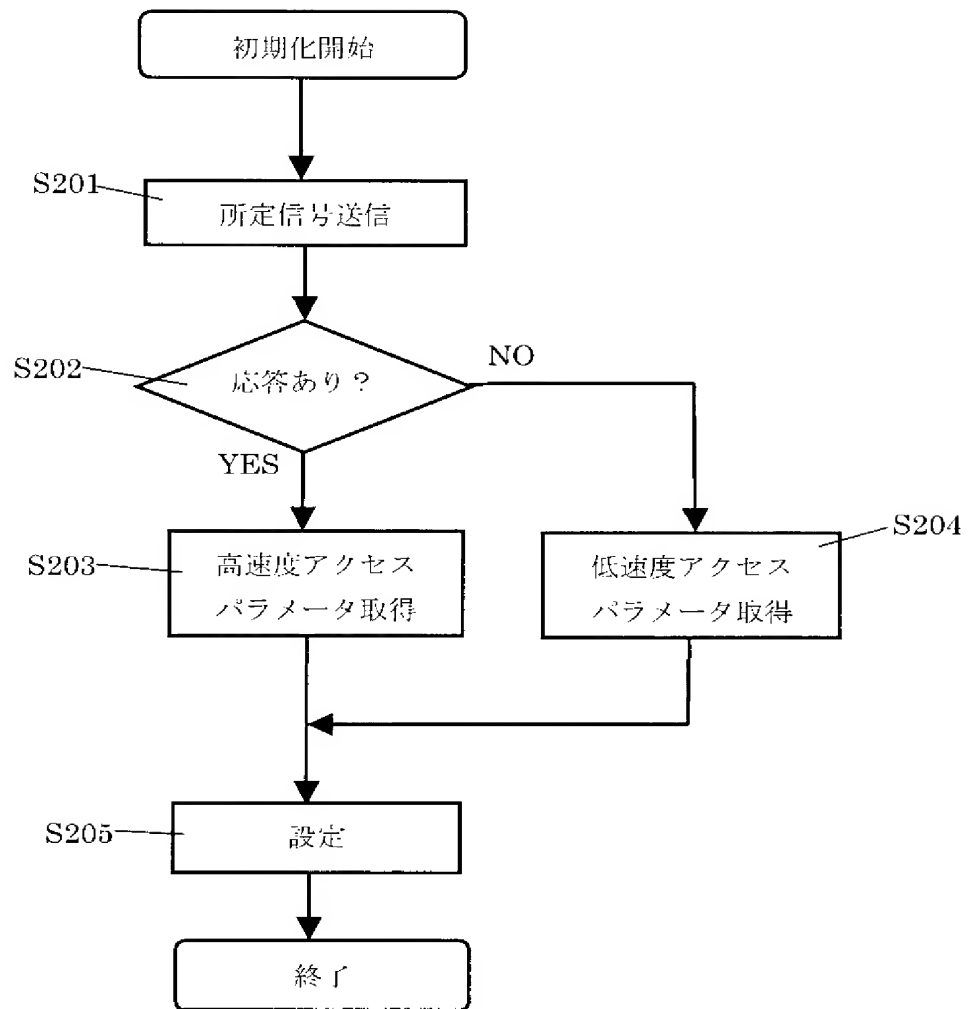 初期化開始
S201
所定信号送信
S202
応答あり?
NO
YES
S203
高速度アクセス
パラメータ取得
S204
低速度アクセス
パラメータ取得
S205
設定
終了